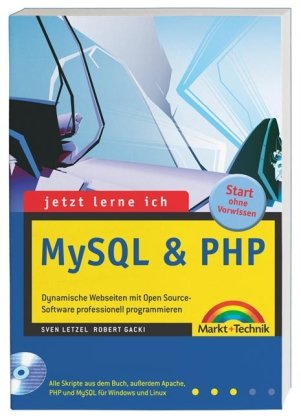 jetzt lerne ich
Start
ohne
Vorwissen
MySQL & PHP
Dynamische Webseiten mit Open Source-
Software professionell programmieren
SVEN LETZEL ROBERT GACKI
Markt+Technik
Alle Skripte aus dem Buch, außerdem Apache,
PHP und MySQL für Windows und Linux